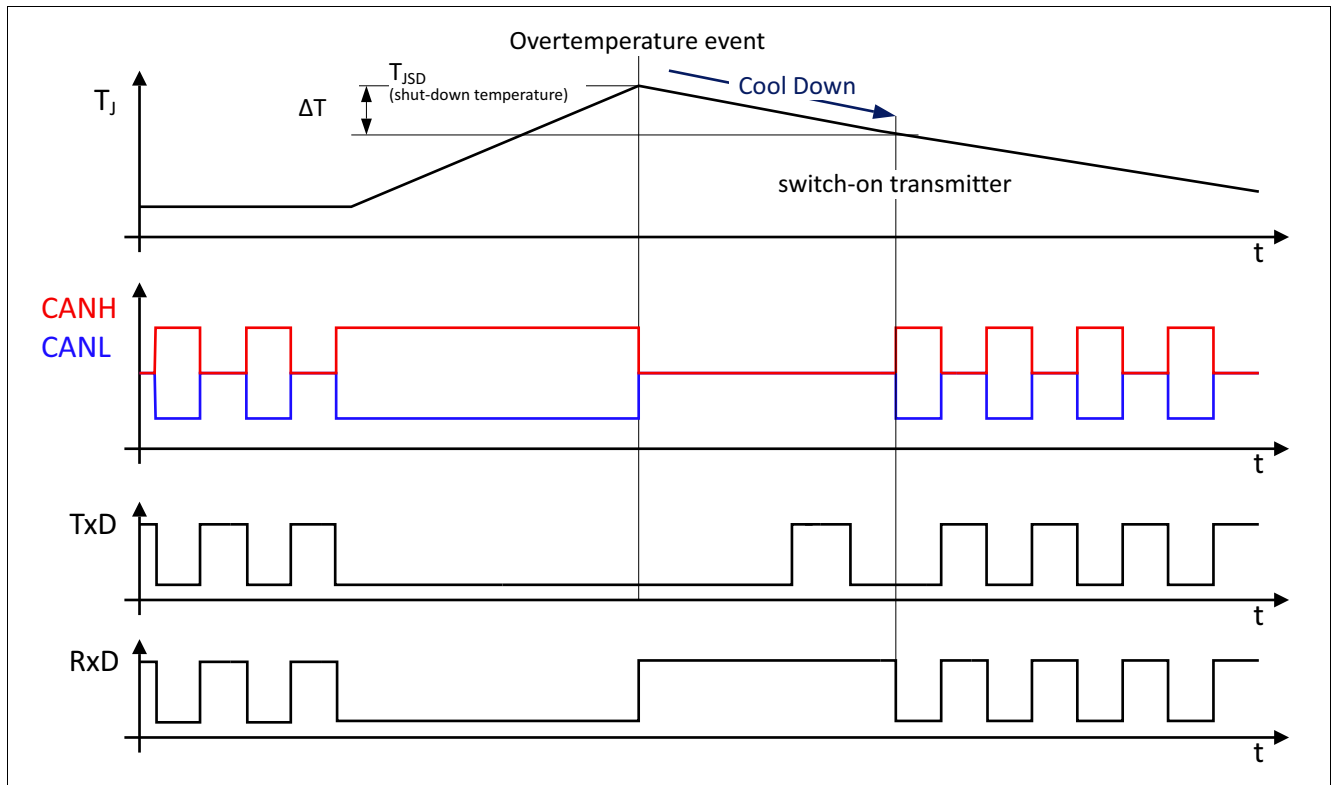 Overtemperature event
TJSD
(shut-down temperature)
Cool Down
TJ
ΔT
switch-on transmitter
t
CANH
CANL
t
TxD
t
RxD
t